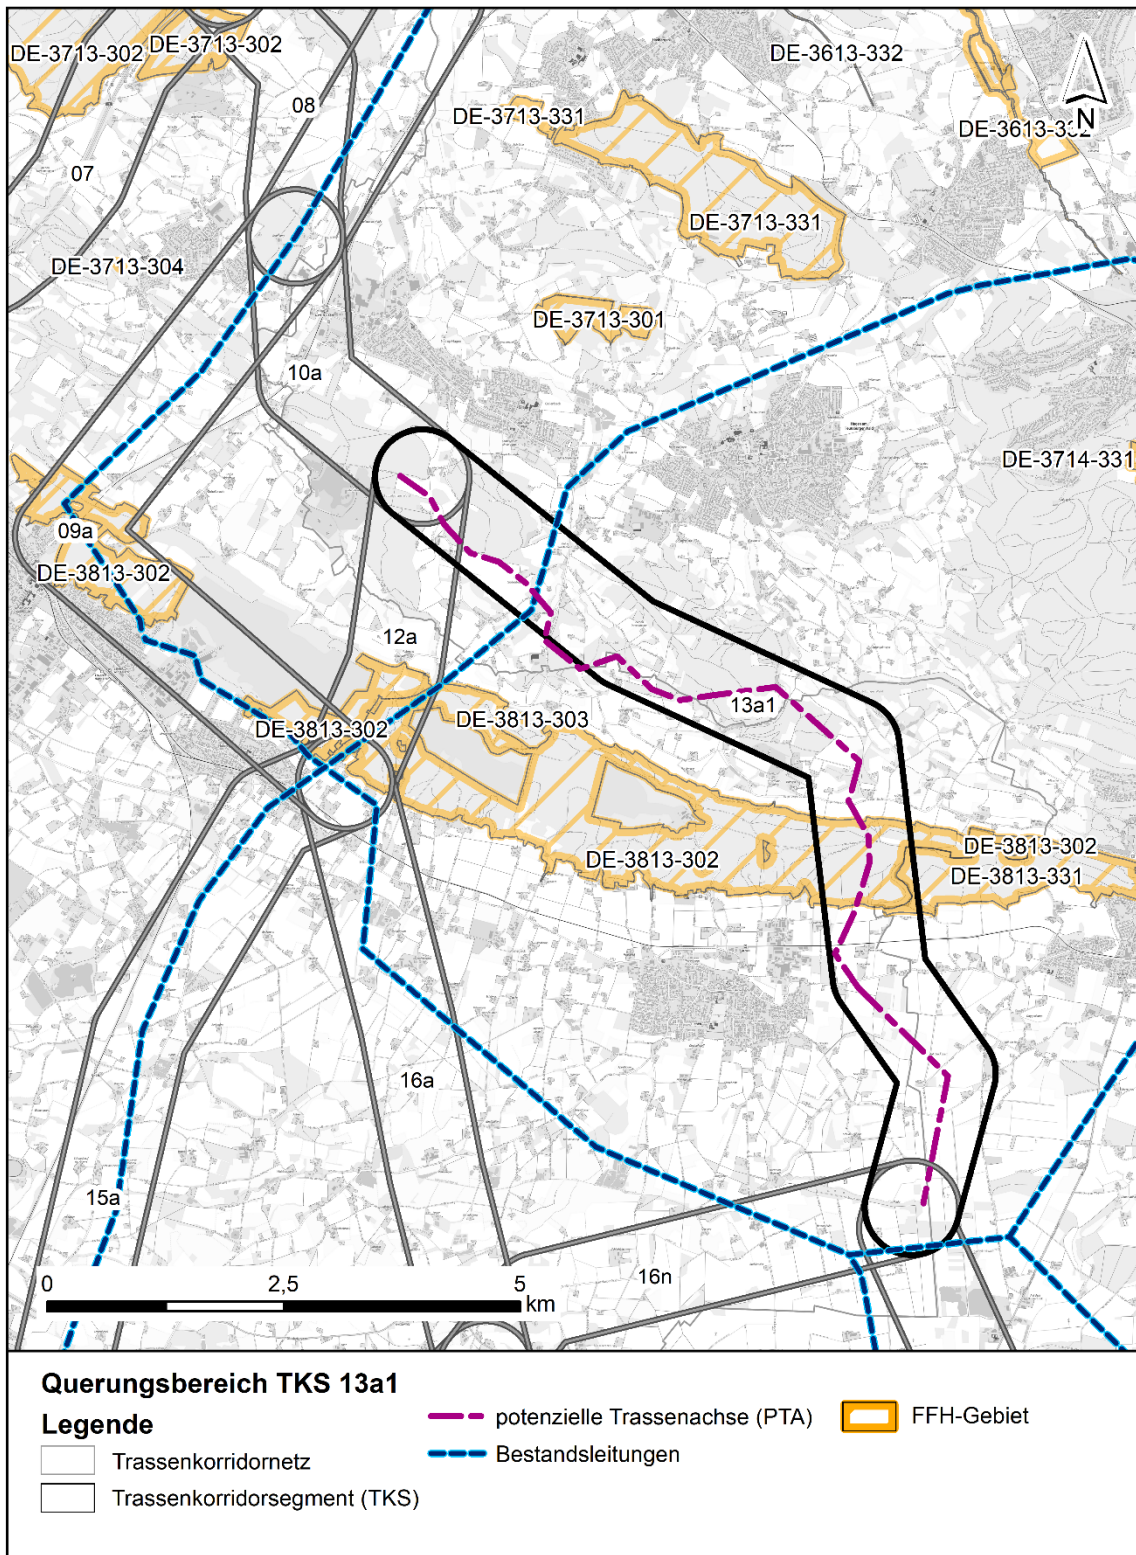 DE-3713-302
DE-3713-302
DE-3613-332
08
DE-3713-331
DE-3613-332
N
07
DE-3713-331
DE-3713-304
DE-3713-301
10a
DE-3714-331
09a
DE-3813-302
12a
13a1
DE-3813-303
DE-3813-302
DE-3813-302
DE-3813-302
DE-3813-331
16a
15a
16n
0
2,5
5
km
Querungsbereich TKS 13a1
Legende
Trassenkorridornetz
Trassenkorridorsegment (TKS)
potenzielle Trassenachse (PTA)
Bestandsleitungen
FFH-Gebiet